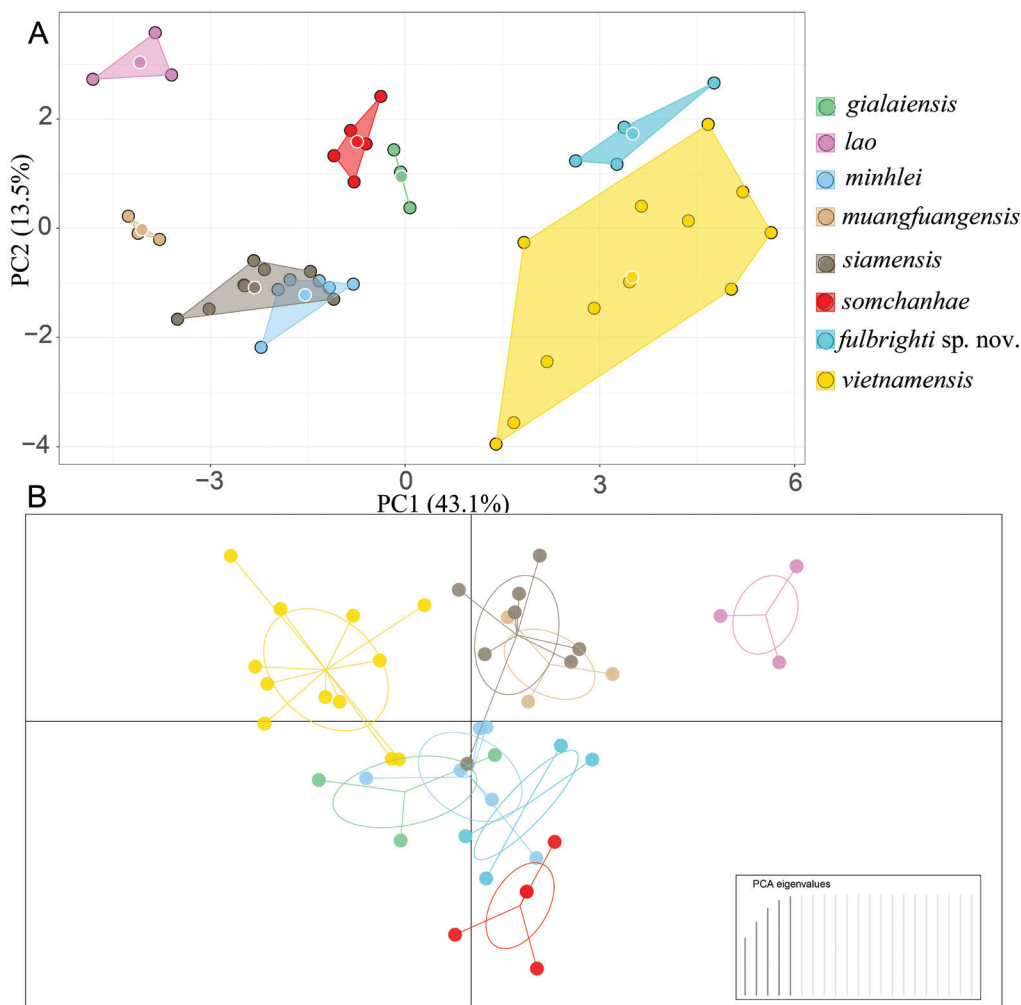 A
PC2 (13.5%)
2
0
−2
−4
−3
0
3
6
PC1 (43.1%)
gialaiensis
lao
minhlei
muangfuangensis
siamensis
somchanhae
fulbrighti sp. nov.
vietnamensis
B
PCA eigenvalues